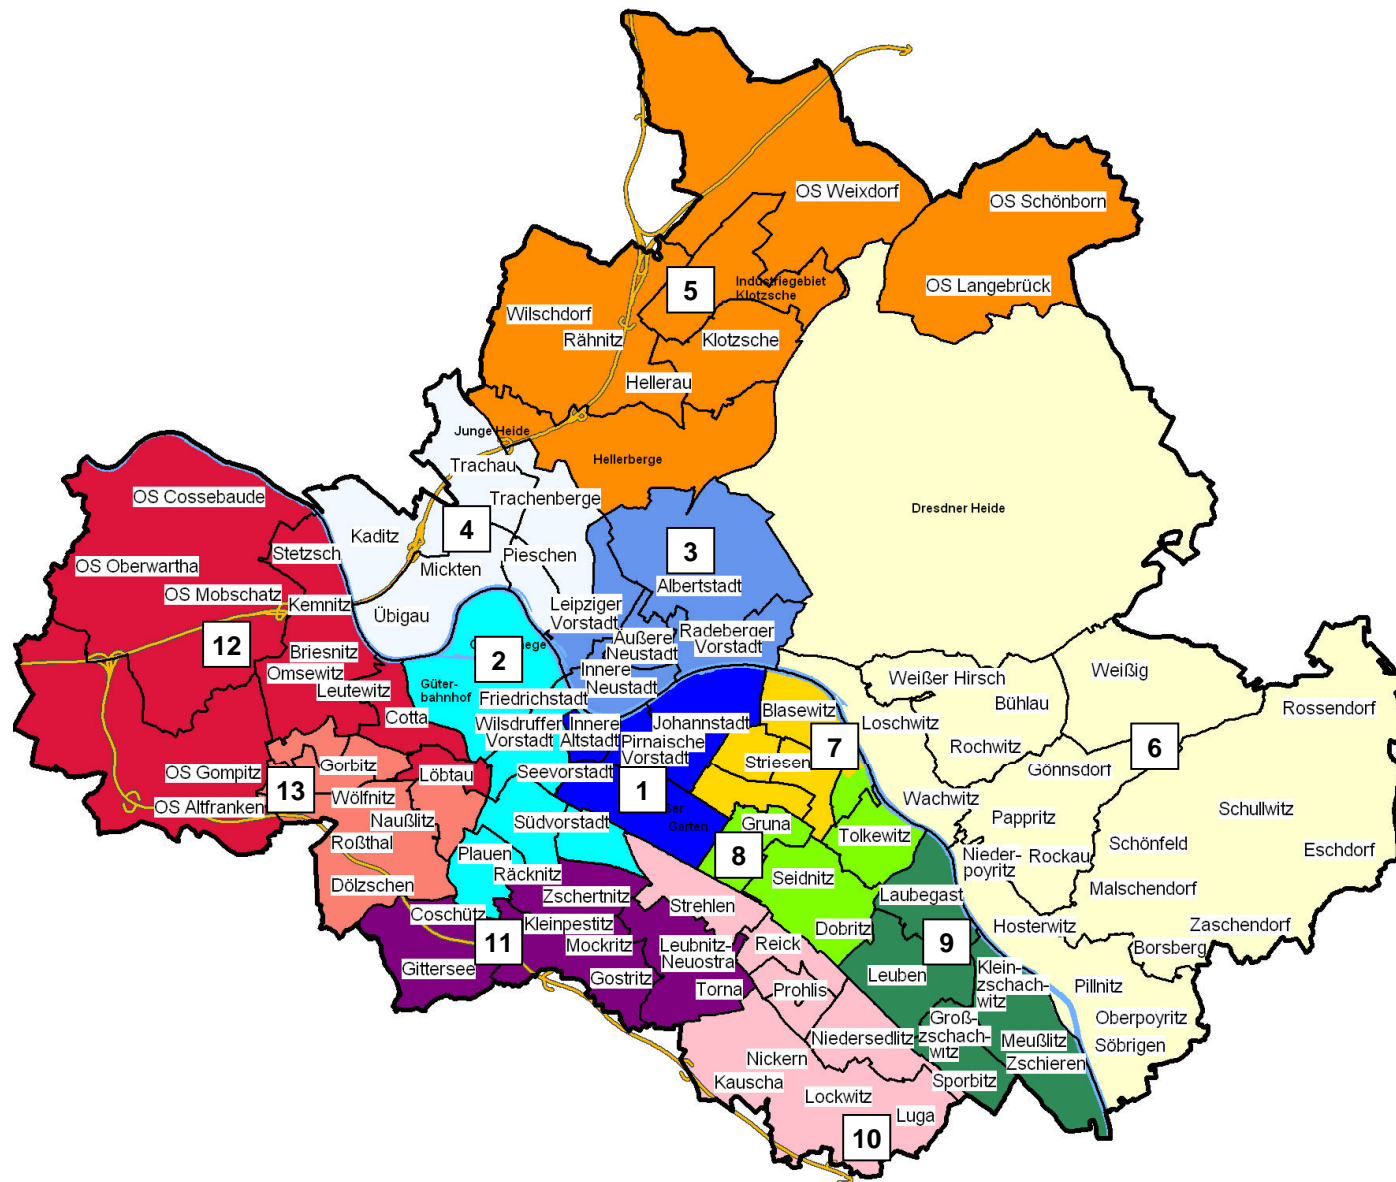 OS Weixdorf
OS Schönborn
OS Langebrück
5
Industriegebiet
Klotzsche
Wilschdorf
Rähnitz
Klotzsche
Hellerau
Junge Heide
Hellerberge
Trachau
Trachenberge
OS Cossebaude
Kaditz
4
Pieschen
Mickten
Dresdner Heide
3
Albertstadt
Stetzsch
OS Oberwartha
OS Mobschatz
Kemnitz
Übigau
Leipziger
Vorstadt
Äußere
Neustadt
Radeberger
Vorstadt
12
Briesnitz
Omsewitz
Leutewitz
2
Innere
Neustadt
Güter-
bahnhof
Friedrichstadt
Cotta
Wilsdruffer
Vorstadt
Innere
Altstadt
Johannstadt
Pirnaische
Vorstadt
Blasewitz
7
Striesen
Weißer Hirsch
Bühlau
Loschwitz
Rochwitz
Weißig
Rossendorf
6
Gönnsdorf
OS Gompitz
Gorbitz
Löbtau
Seevorstadt
1
13
Wölfnitz
OS Altfranken
Naußlitz
Südvorstadt
Garten
Gruna
Tolkewitz
Wachwitz
Pappritz
Schullwitz
Roßthal
Plauen
Räcknitz
8
Seidnitz
Nieder-
poyritz
Rockau
Schönfeld
Eschdorf
Dölzschen
Zschertnitz
Strehlen
Laubegast
Malschendorf
Coschütz
Kleinpestitz
11
Mockritz
Leubnitz-
Neuostra
Reick
Dobritz
9
Hosterwitz
Zaschendorf
Borsberg
Gittersee
Gostritz
Torna
Prohlis
Leuben
Klein-
zschach-
witz
Pillnitz
Oberpoyritz
Söbrigen
Niedersedlitz
Groß-
zschach-
witz
Meußlitz
Zschieren
Nickern
Kauscha
Lockwitz
Sporbitz
Luga
10